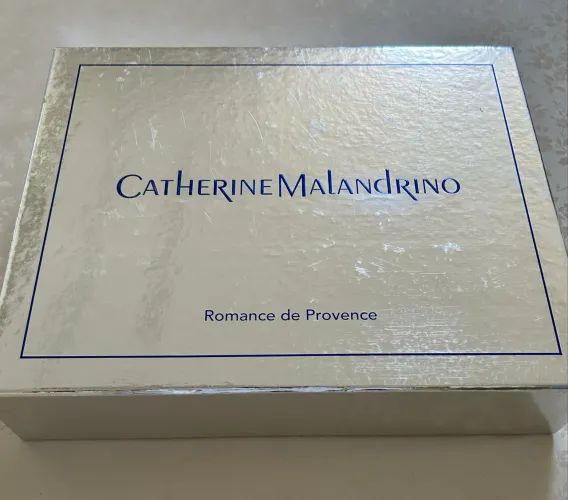 Catherine Malandrino
Romance de Provence